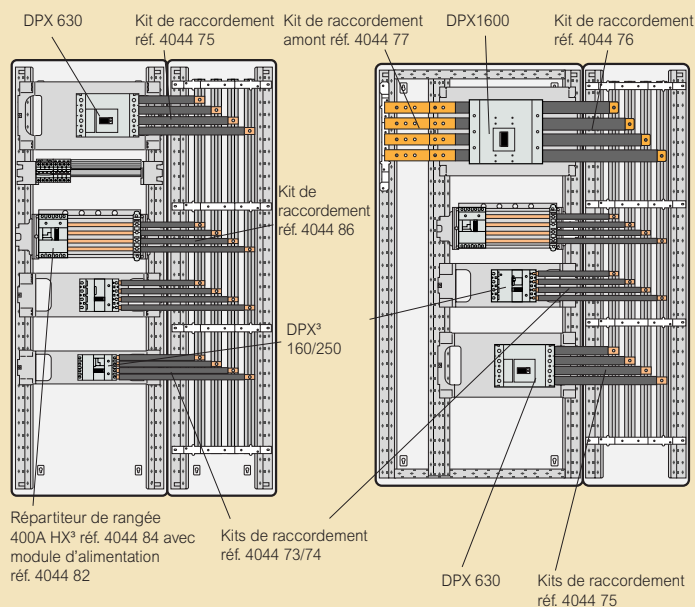 DPX 630
Kit de raccordement
réf. 4044 75
Kit de raccordement
amont réf. 4044 77
DPX1600
Kit de raccordement
réf. 4044 76
Kit de
raccordement
réf. 4044 86
DPX³
160/250
Répartiteur de rangée
400A HX³ réf. 4044 84 avec
module d’alimentation
réf. 4044 82
Kits de raccordement
réf. 4044 73/74
DPX 630
Kits de raccordement
réf. 4044 75